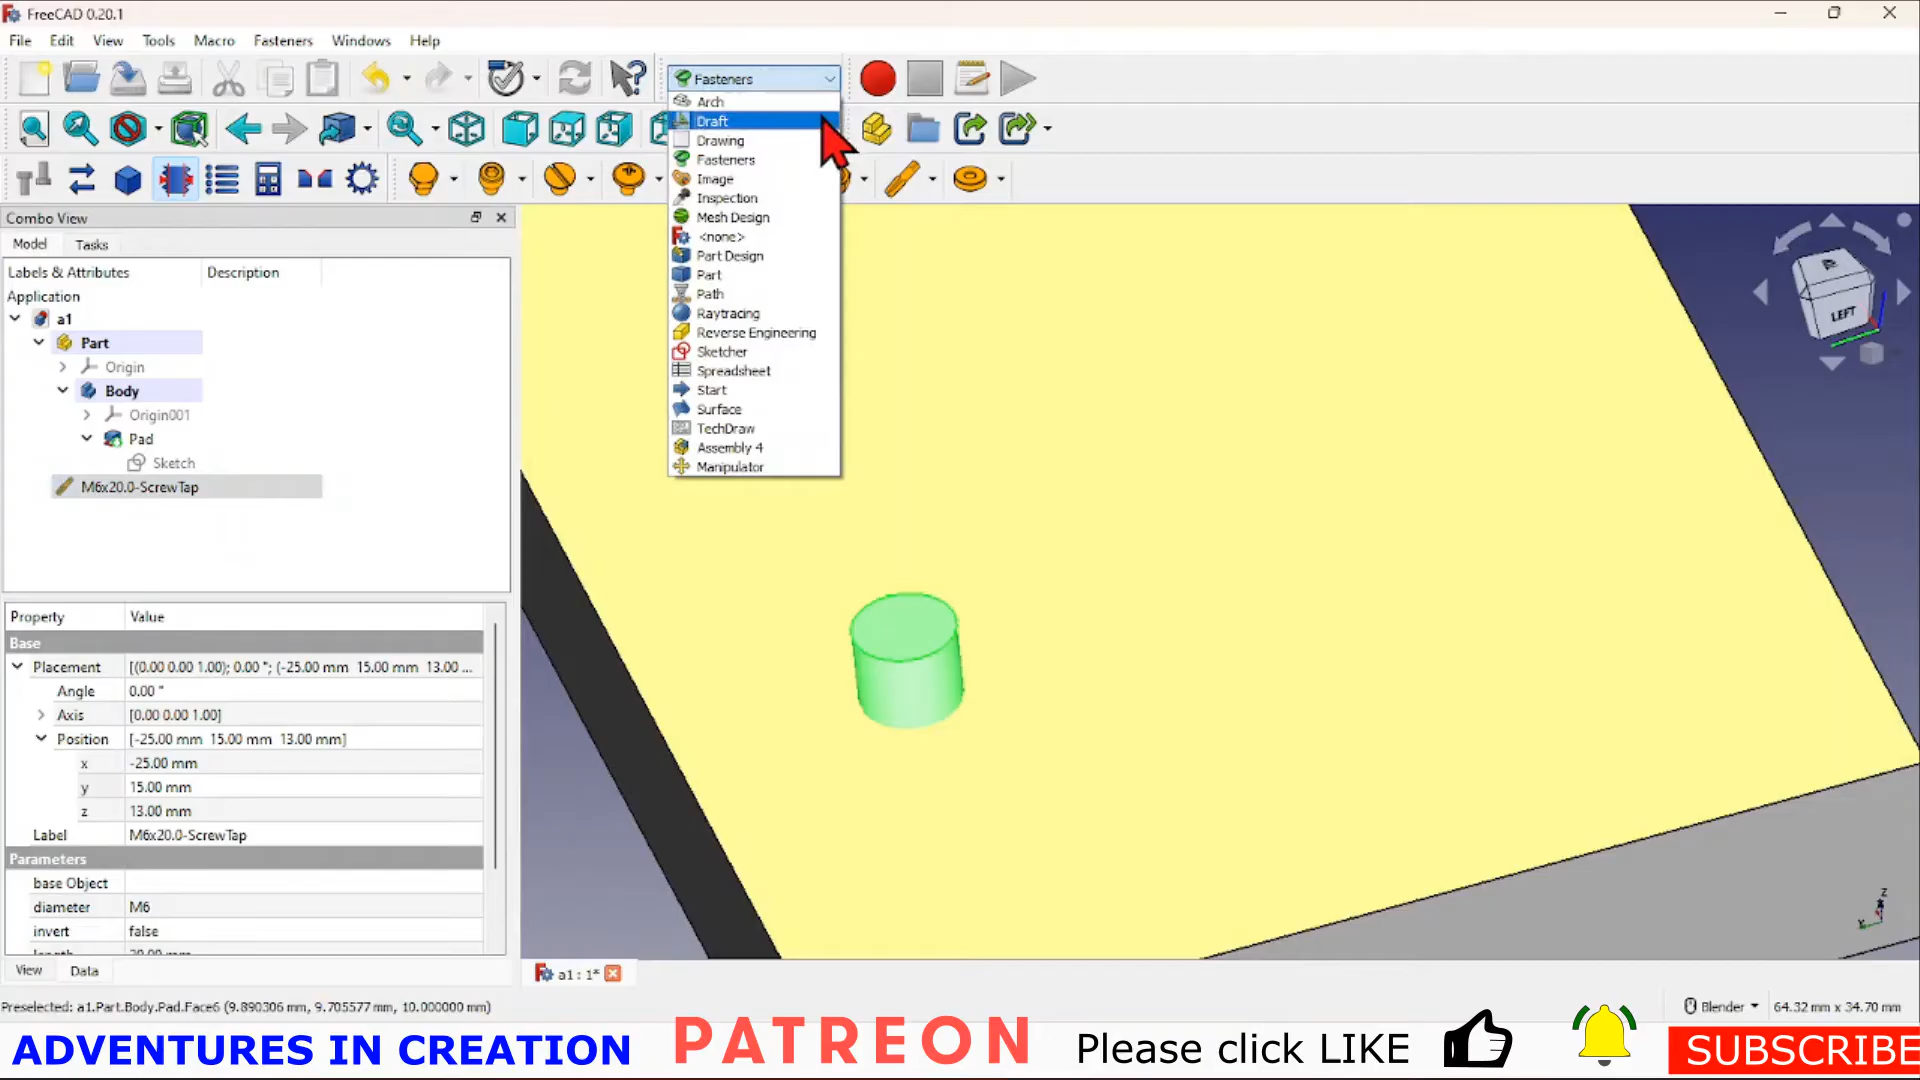 FreeCAD 0.20.1
File Edit View Tools Macro Fasteners Windows Help
Fasteners
Arch
Draft
Drawing
Fasteners
Image
Inspection
Mesh Design
<none>
Part Design
Part
Path
Raytracing
Reverse Engineering
Sketcher
Spreadsheet
Start
Surface
TechDraw
Assembly 4
Manipulator
Combo View
Model Tasks
Labels & Attributes Description
Application
a1
Part
Origin
Body
Origin001
Pad
Sketch
M6x20.0-ScrewTap
Property Value
Base
Placement [(0.00 0.00 1.00); 0.00 °; (-25.00 mm 15.00 mm 13.00 ...
Angle 0.00 °
Axis [0.00 0.00 1.00]
Position [-25.00 mm 15.00 mm 13.00 mm]
x -25.00 mm
y 15.00 mm
z 13.00 mm
Label M6x20.0-ScrewTap
Parameters
base Object
diameter M6
invert false
length 20.00 mm
View Data
LEFT
Z
Y
a1 : 1*
Preselected: a1.Part.Body.Pad.Face6 (9.890306 mm, 9.705577 mm, 10.000000 mm)
Blender 64.32 mm x 34.70 mm
ADVENTURES IN CREATION PATREON Please click LIKE SUBSCRIBE